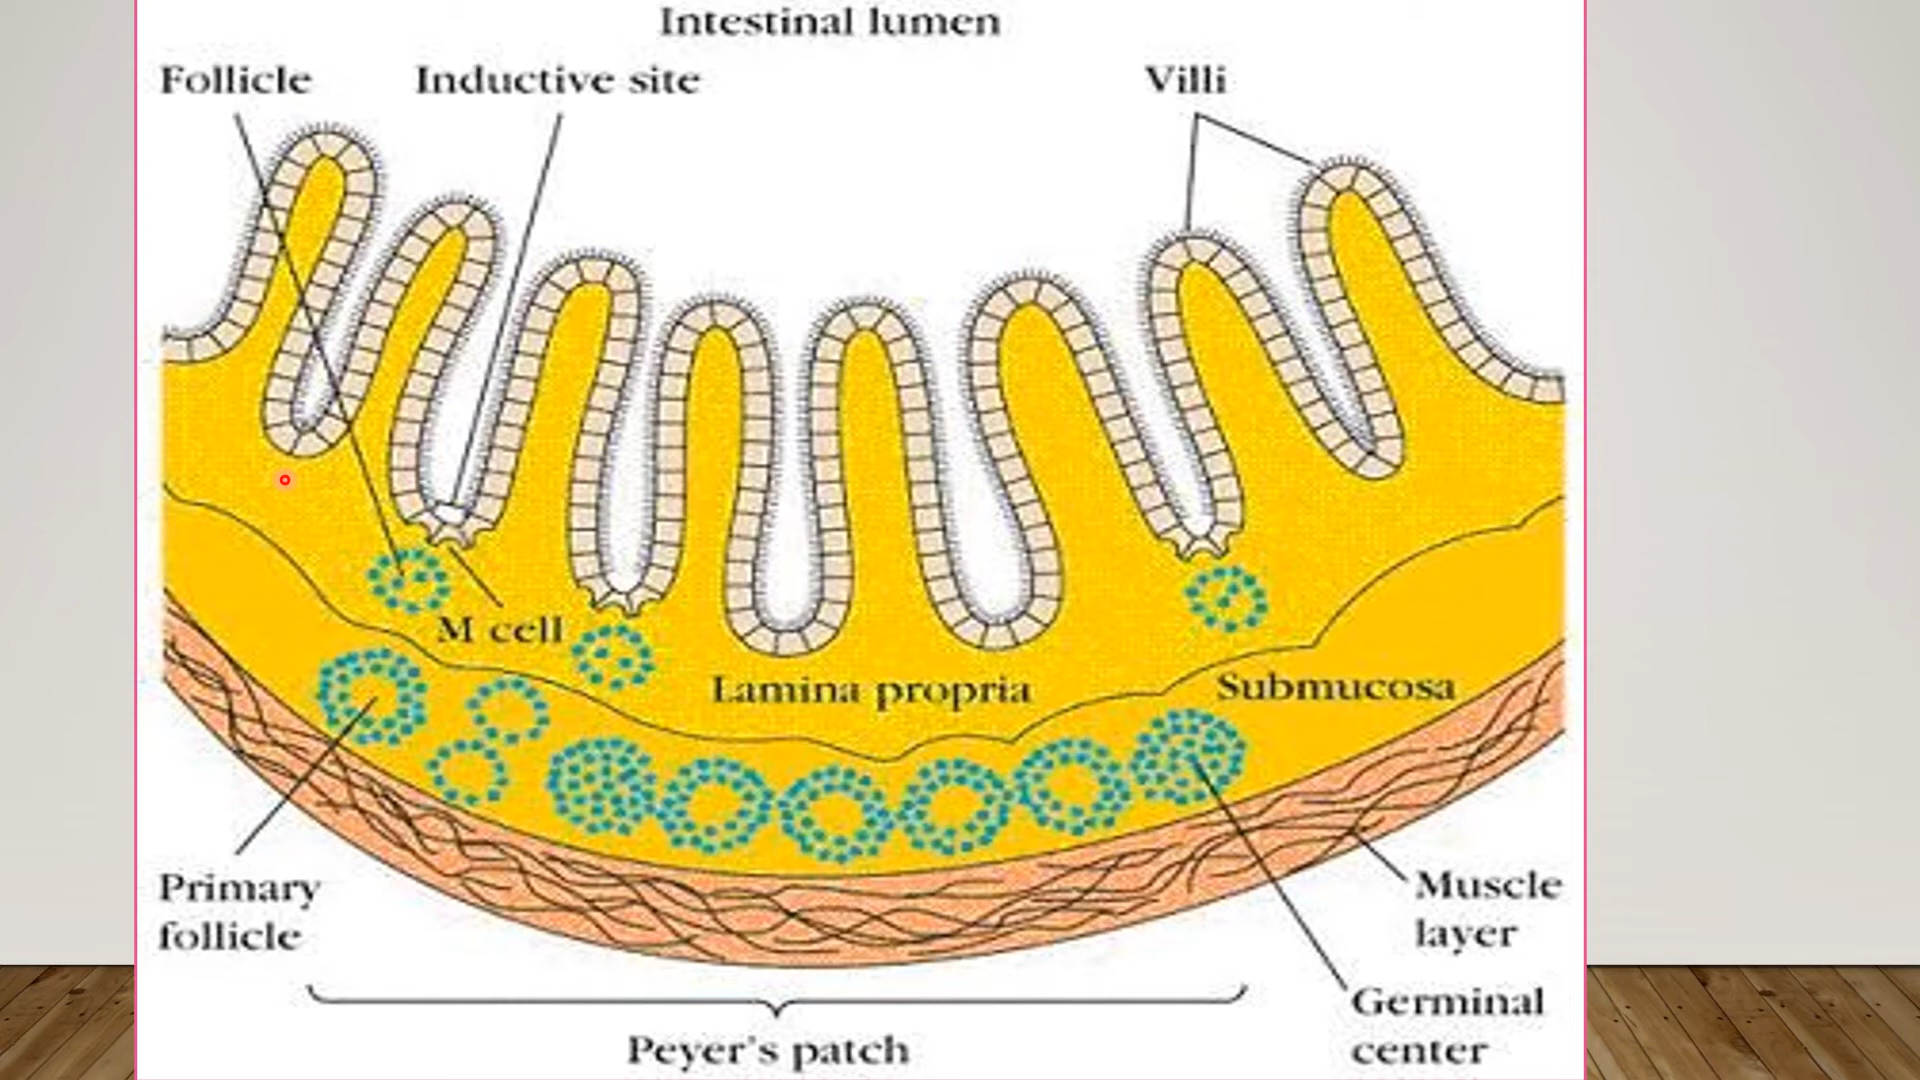 Intestinal lumen
Follicle
Inductive site
Villi
M cell
Lamina propria
Submucosa
Primary
follicle
Muscle
layer
Germinal
center
Peyer's patch